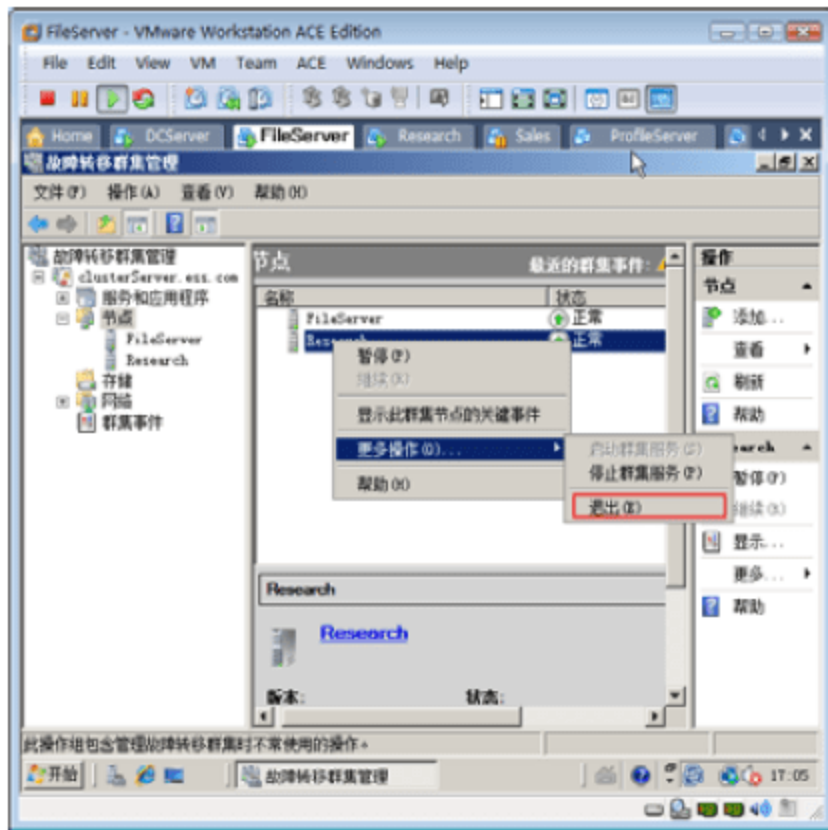 FileServer - VMware Workstation ACE Edition
File Edit View VM Team ACE Windows Help
Home DCServer FileServer Research Sales ProfileServer
故障转移群集管理
文件(F) 操作(A) 查看(V) 帮助(H)
故障转移群集管理
clusterServer.ess.com
服务和应用程序
节点
FileServer
Research
存储
网络
群集事件
节点 最近的群集事件:
名称 状态
FileServer 正常
Research 正常
暂停(P)
继续(R)
显示此群集节点的关键事件
更多操作(O)...
帮助(H)
启动群集服务(S)
停止群集服务(P)
退出(E)
Research
Research
版本: 状态:
操作
节点
添加...
查看
刷新
帮助
earch
暂停(P)
继续(R)
显示...
更多...
帮助
此操作组包含管理故障转移群集时不常使用的操作。
开始 故障转移群集管理 17:05